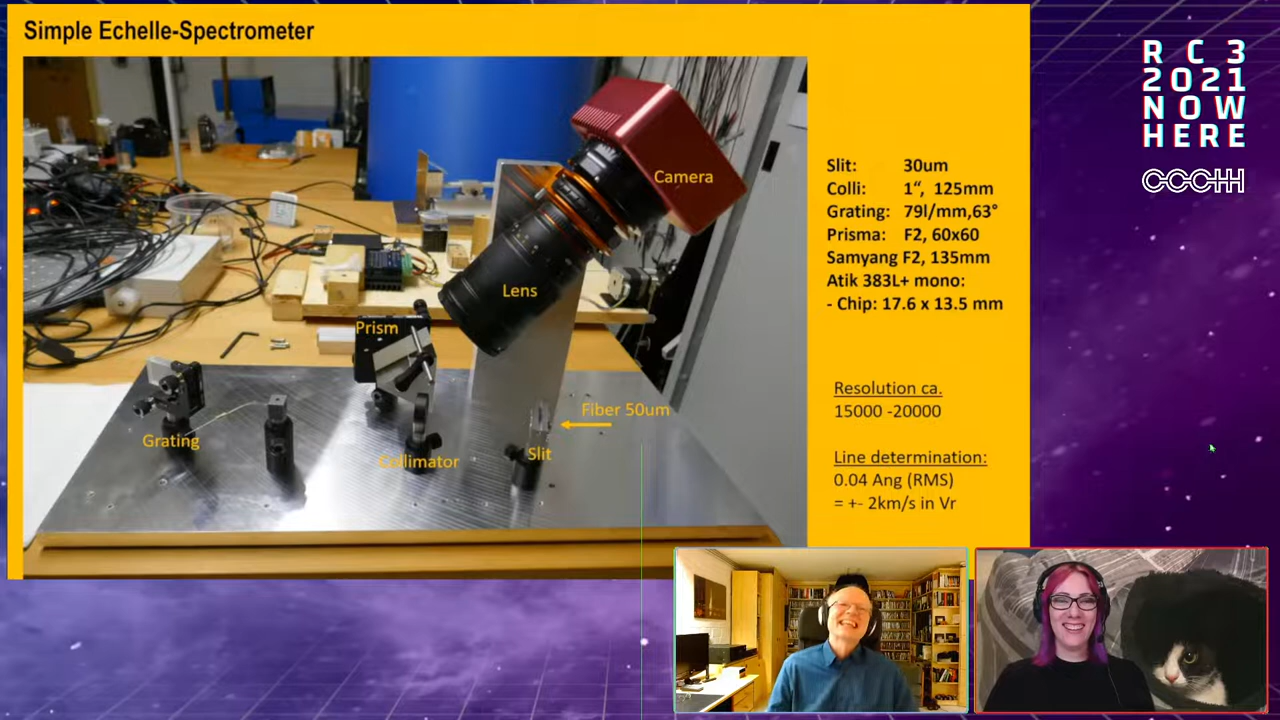 Simple Echelle-Spectrometer
Camera
Lens
Prism
Fiber 50um
Grating
Collimator
Slit
Slit: 30um
Colli: 1“, 125mm
Grating: 79l/mm,63°
Prisma: F2, 60x60
Samyang F2, 135mm
Atik 383L+ mono:
- Chip: 17.6 x 13.5 mm
Resolution ca.
15000 -20000
Line determination:
0.04 Ang (RMS)
= +- 2km/s in Vr
R C 3
2021
NOW
HERE
CCCHH